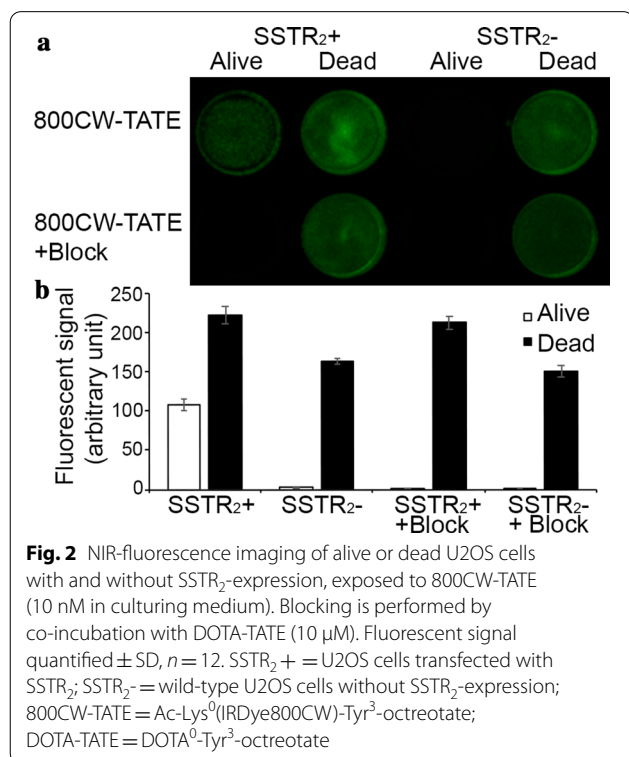 a
SSTR₂+ SSTR₂-
Alive Dead Alive Dead
800CW-TATE
800CW-TATE
+Block
b
Fluorescent signal
(arbitrary unit)
250
200
150
100
50
0
Alive
Dead
SSTR₂+ SSTR₂- SSTR₂+ SSTR₂-
+Block + Block
Fig. 2 NIR-fluorescence imaging of alive or dead U2OS cells
with and without SSTR₂-expression, exposed to 800CW-TATE
(10 nM in culturing medium). Blocking is performed by
co-incubation with DOTA-TATE (10 µM). Fluorescent signal
quantified ± SD, n = 12. SSTR₂ + = U2OS cells transfected with
SSTR₂; SSTR₂- = wild-type U2OS cells without SSTR₂-expression;
800CW-TATE = Ac-Lys⁰(IRDye800CW)-Tyr³-octreotate;
DOTA-TATE = DOTA⁰-Tyr³-octreotate